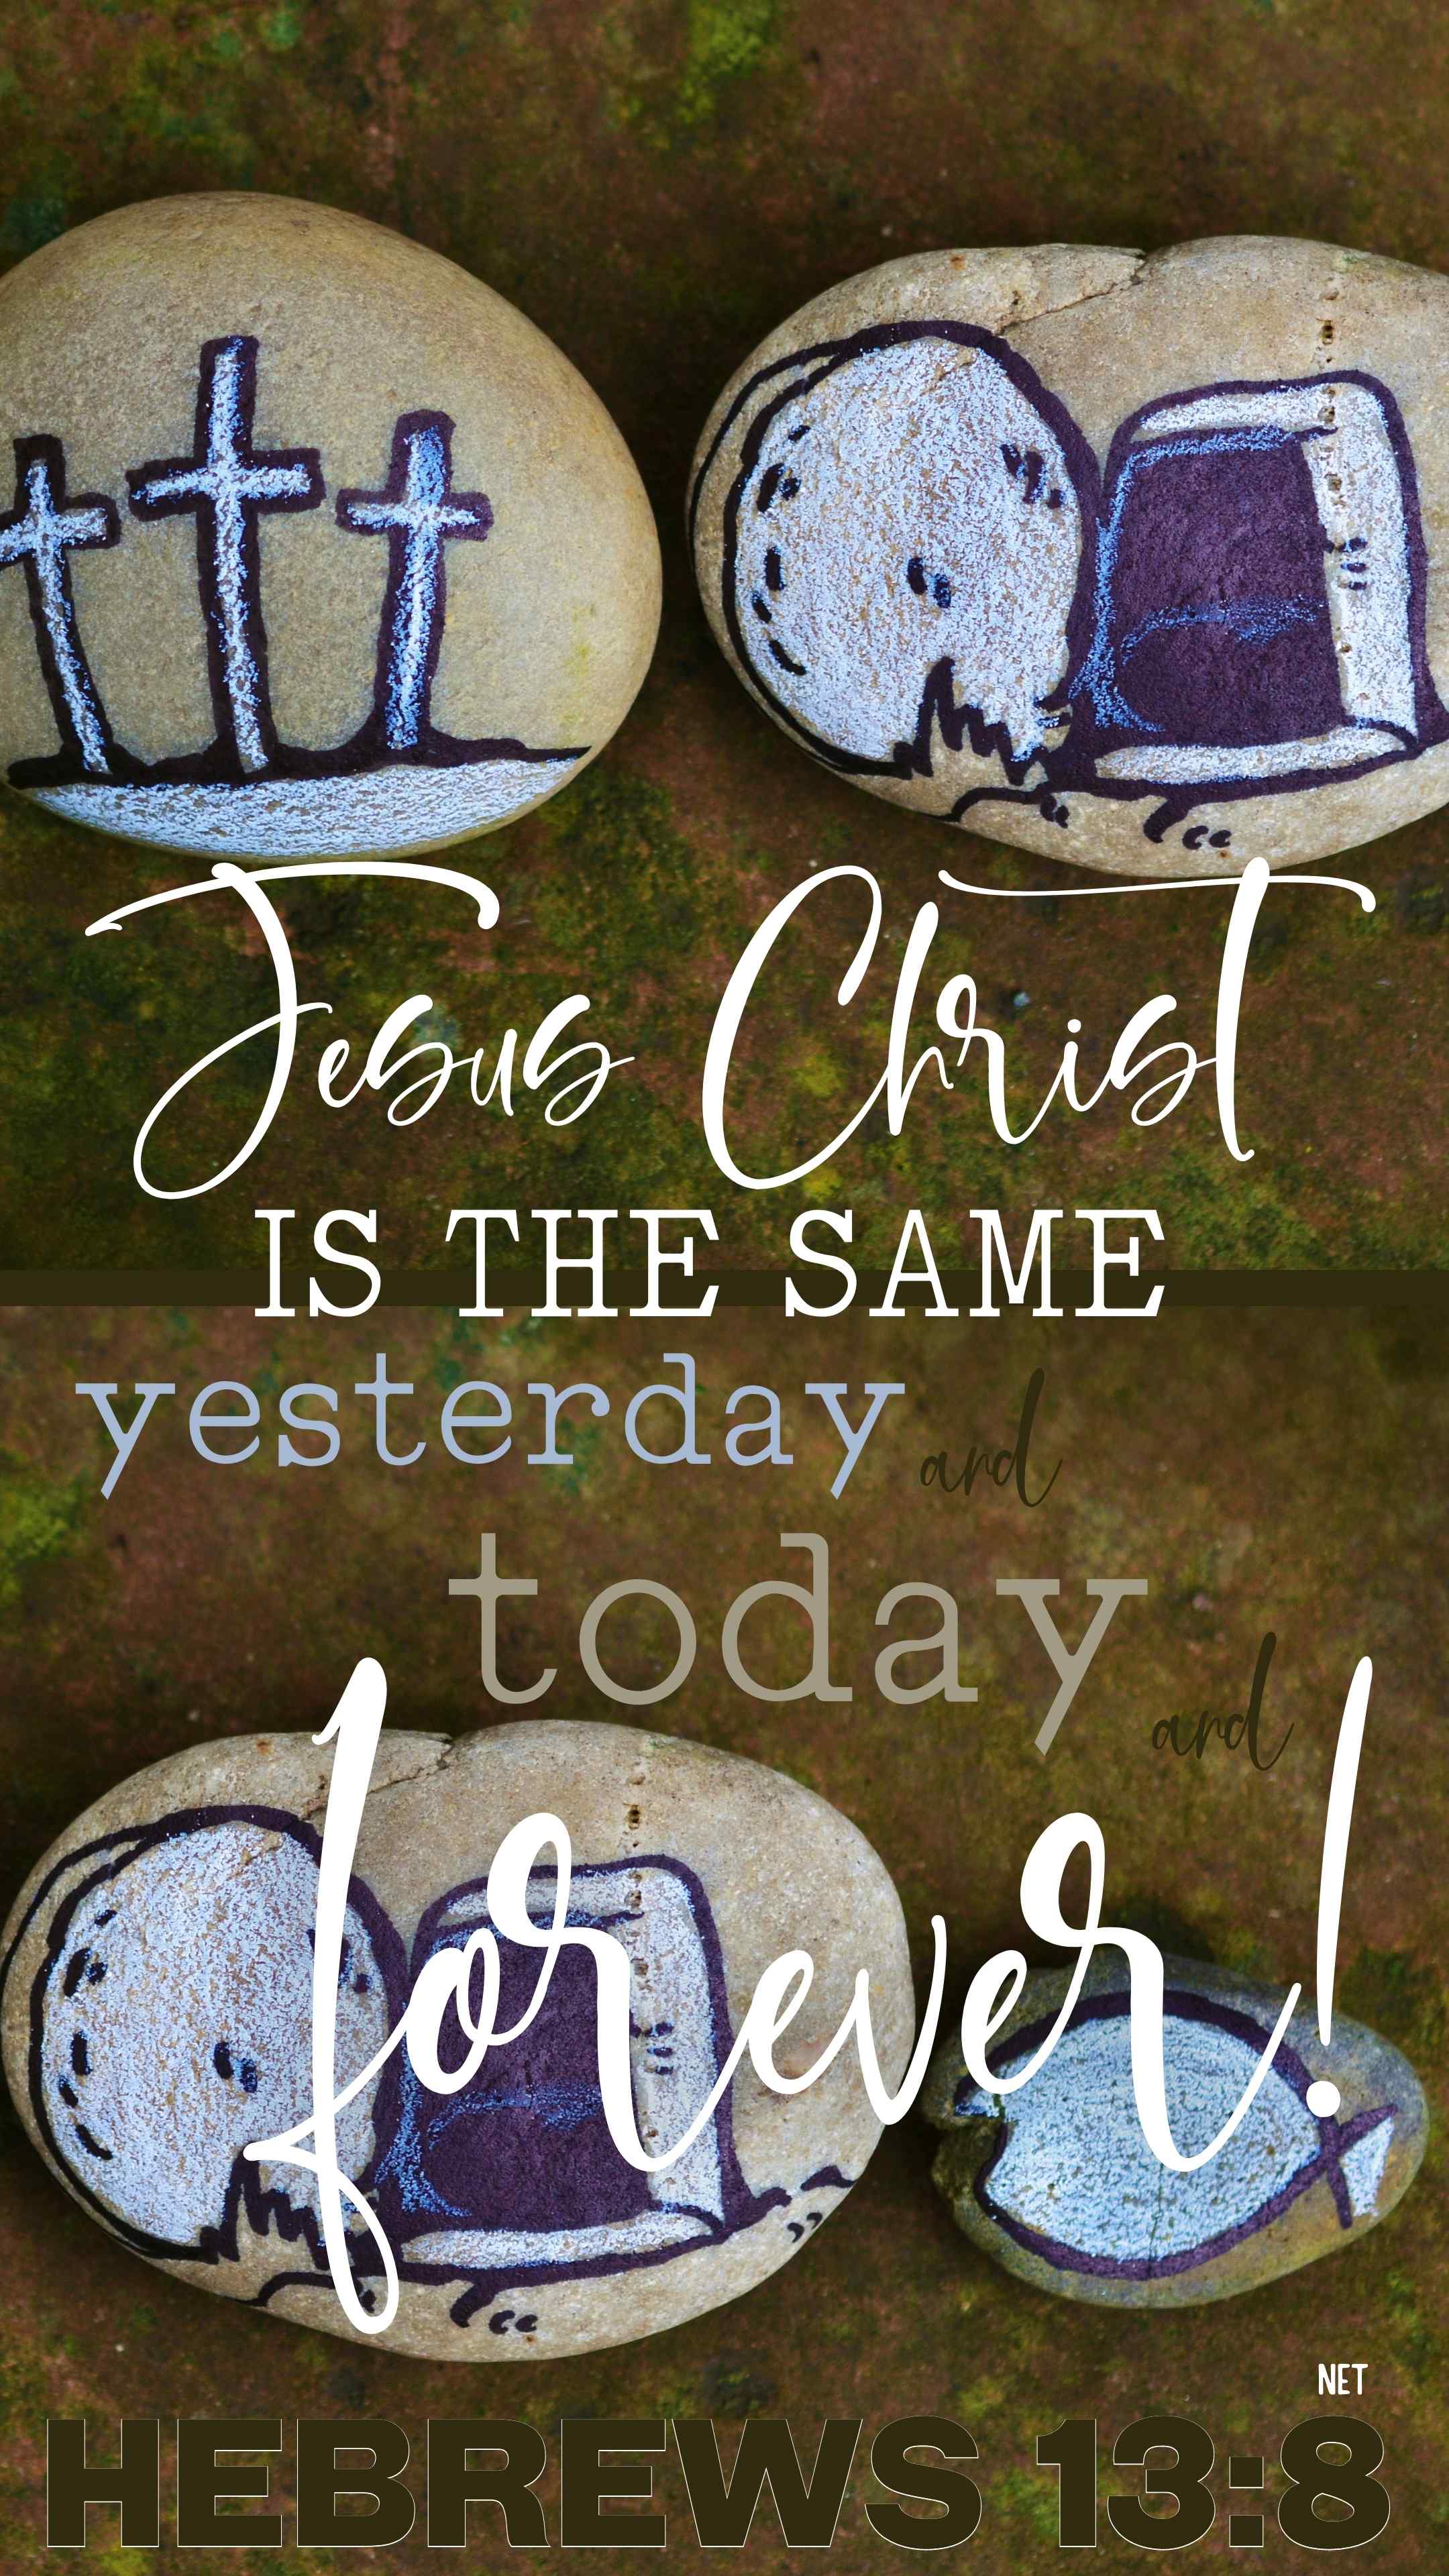 Jesus Christ
IS THE SAME
yesterday and
today and
forever!
NET
HEBREWS 13:8